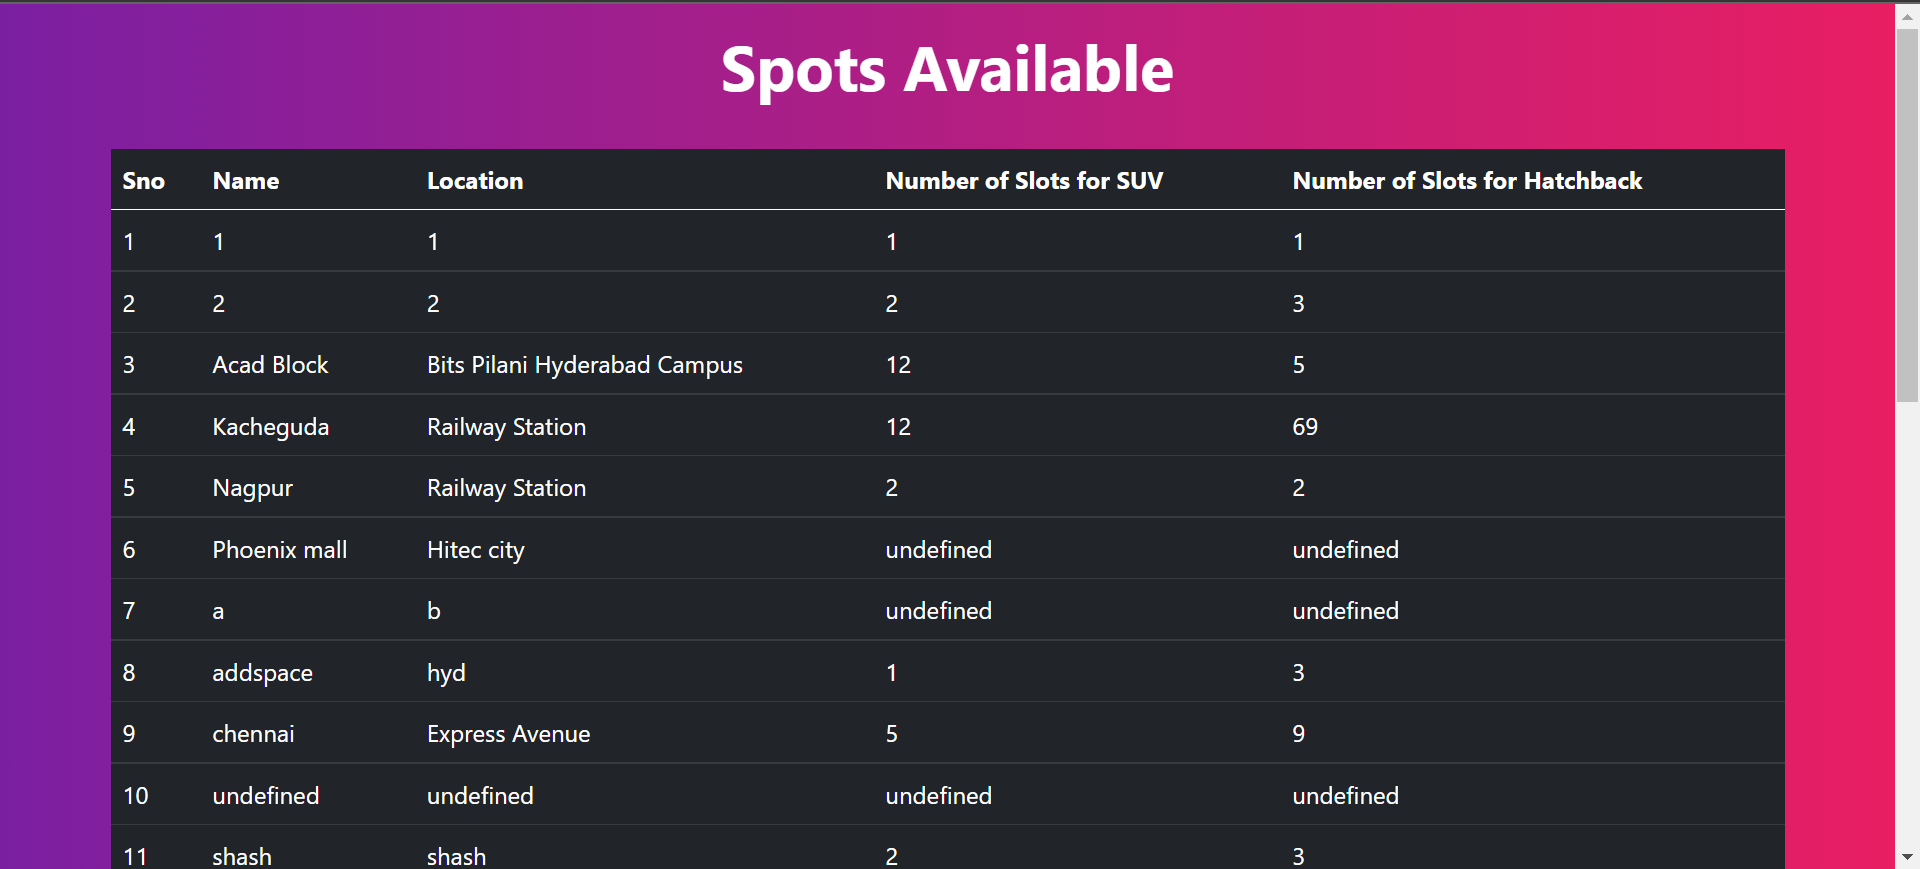 Spots Available
Sno Name Location Number of Slots for SUV Number of Slots for Hatchback
1 1 1 1 1
2 2 2 2 3
3 Acad Block Bits Pilani Hyderabad Campus 12 5
4 Kacheguda Railway Station 12 69
5 Nagpur Railway Station 2 2
6 Phoenix mall Hitec city undefined undefined
7 a b undefined undefined
8 addspace hyd 1 3
9 chennai Express Avenue 5 9
10 undefined undefined undefined undefined
11 shash shash 2 3